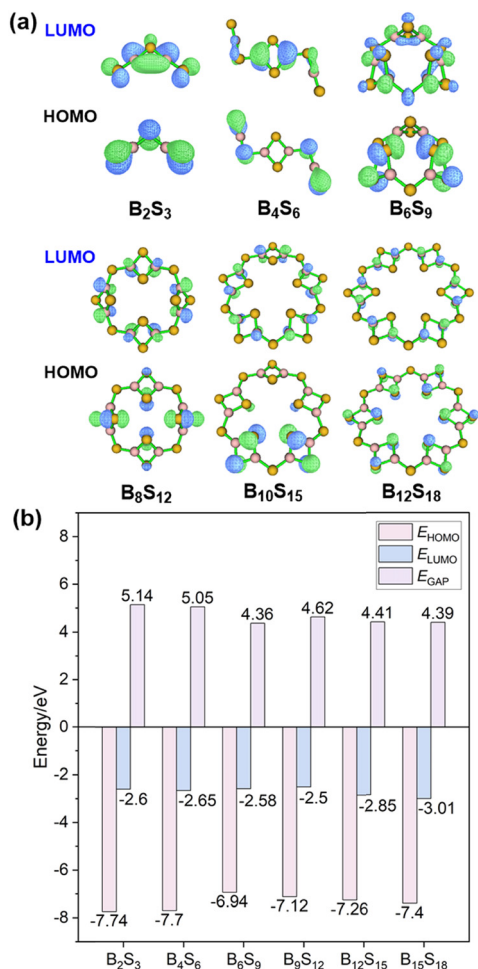 (a)
LUMO
HOMO
B₂S₃ B₄S₆ B₆S₉
LUMO
HOMO
B₈S₁₂ B₁₀S₁₅ B₁₂S₁₈
(b)
E_HOMO
E_LUMO
E_GAP
8
6
4
2
0
-2
-4
-6
-8
Energy/eV
5.14 5.05 4.36 4.62 4.41 4.39
-2.6 -2.65 -2.58 -2.5 -2.85 -3.01
-7.74 -7.7 -6.94 -7.12 -7.26 -7.4
B₂S₃ B₄S₆ B₆S₉ B₉S₁₂ B₁₂S₁₅ B₁₅S₁₈